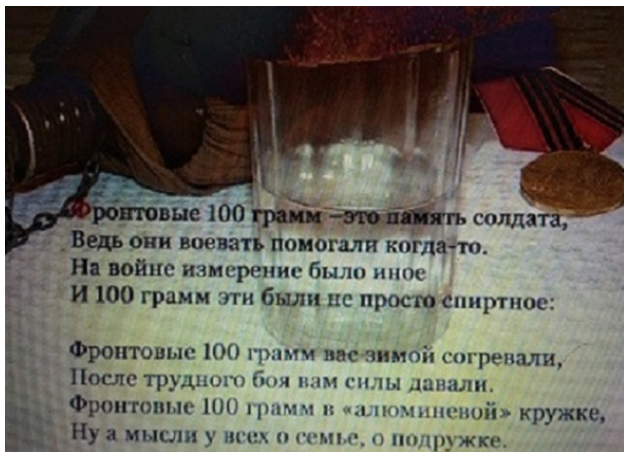 Фронтовые 100 грамм –это память солдата,
Ведь они воевать помогали когда-то.
На войне измерение было иное
И 100 грамм эти были не просто спиртное:
Фронтовые 100 грамм вас зимой согревали,
После трудного боя вам силы давали.
Фронтовые 100 грамм в «алюминевой» кружке,
Ну а мысли у всех о семье, о подружке.